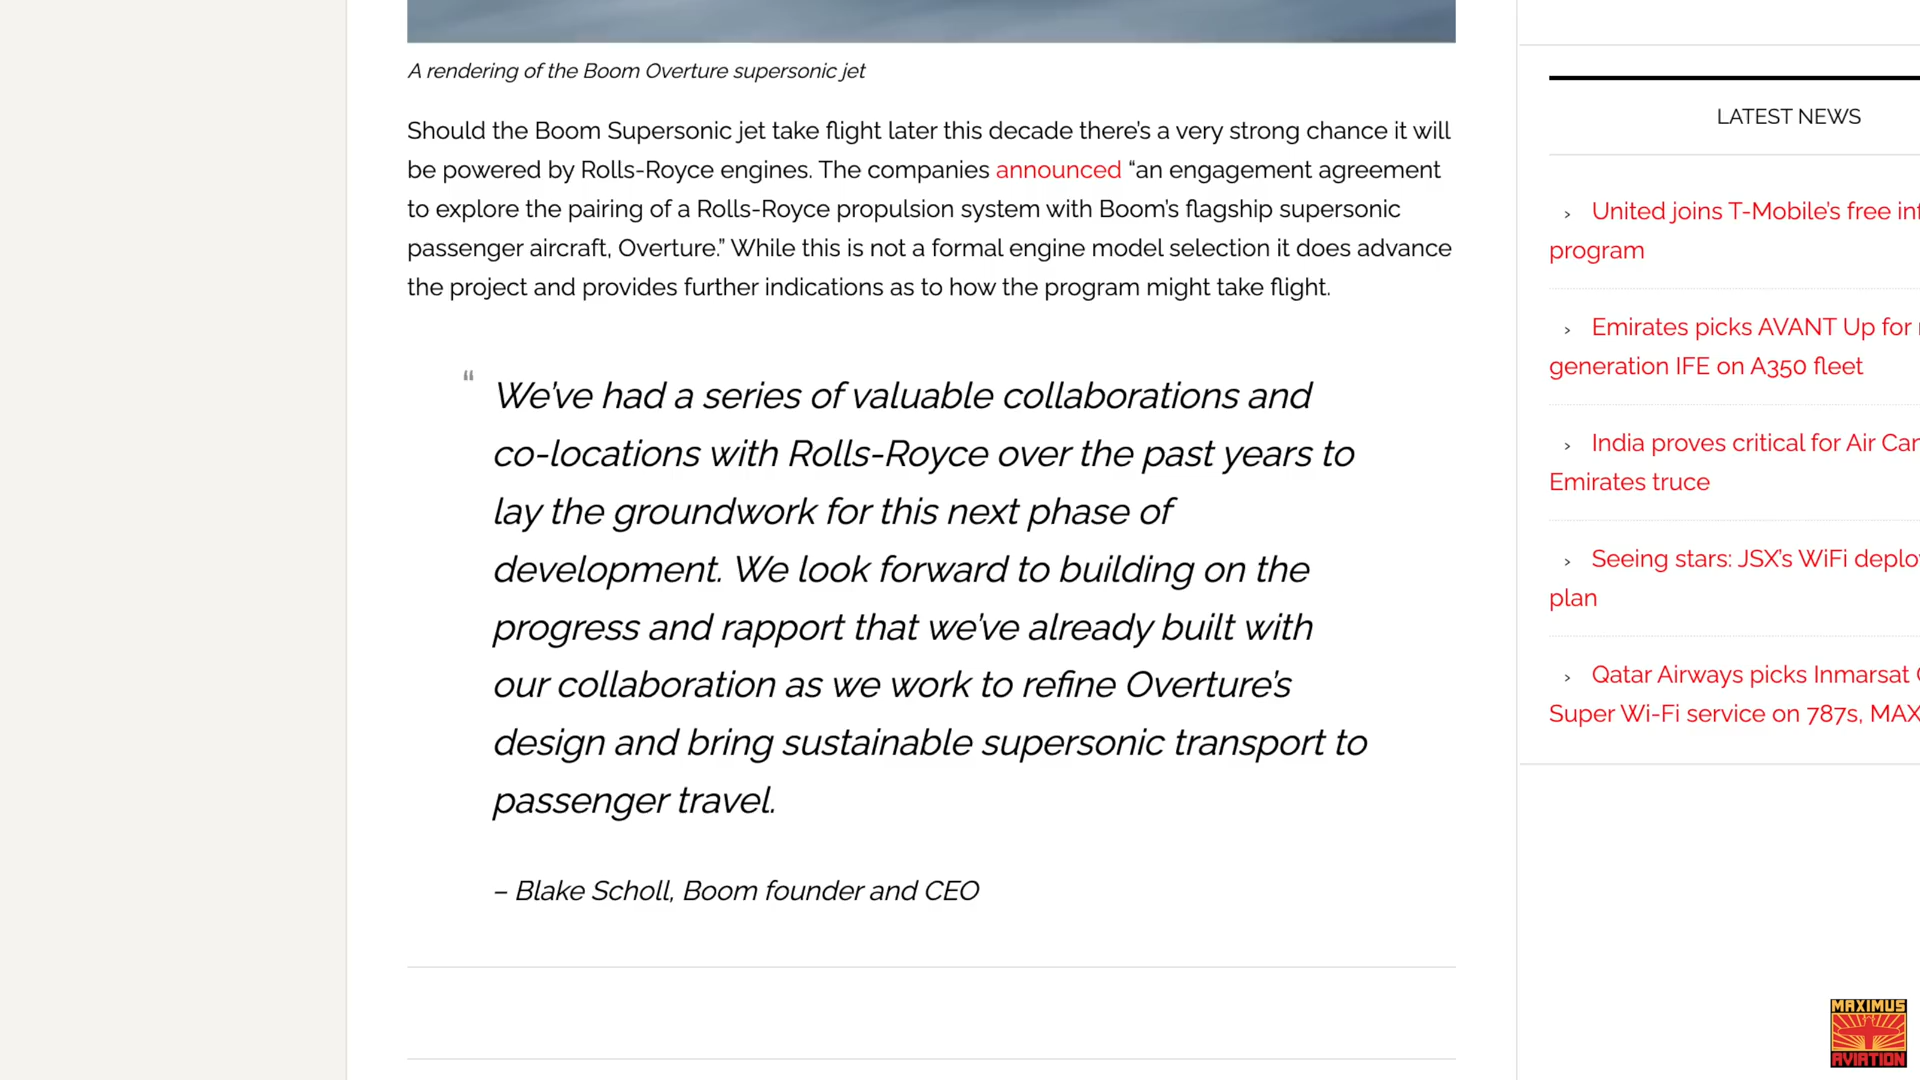 A rendering of the Boom Overture supersonic jet
Should the Boom Supersonic jet take flight later this decade there's a very strong chance it will
be powered by Rolls-Royce engines. The companies announced “an engagement agreement
to explore the pairing of a Rolls-Royce propulsion system with Boom's flagship supersonic
passenger aircraft, Overture.” While this is not a formal engine model selection it does advance
the project and provides further indications as to how the program might take flight.
“ We've had a series of valuable collaborations and
co-locations with Rolls-Royce over the past years to
lay the groundwork for this next phase of
development. We look forward to building on the
progress and rapport that we've already built with
our collaboration as we work to refine Overture's
design and bring sustainable supersonic transport to
passenger travel.
– Blake Scholl, Boom founder and CEO
LATEST NEWS
› United joins T-Mobile's free
program
› Emirates picks AVANT Up for
generation IFE on A350 fleet
› India proves critical for Air
Emirates truce
› Seeing stars: JSX's WiFi
plan
› Qatar Airways picks Inmarsat
Super Wi-Fi service on 787s, MAX
MAXIMUS
AVIATION